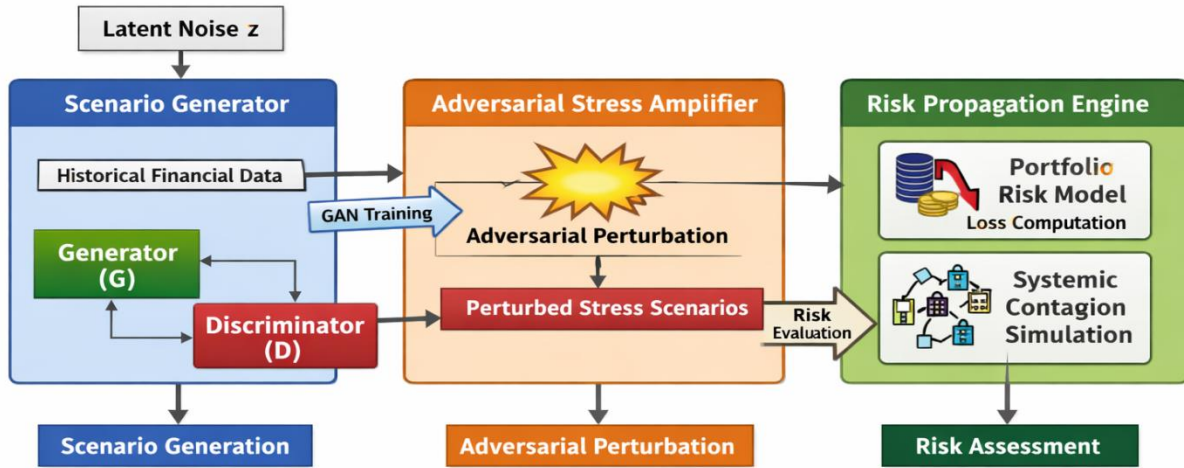 Latent Noise z
Scenario Generator
Historical Financial Data
GAN Training
Generator
(G)
Discriminator
(D)
Adversarial Stress Amplifier
Adversarial Perturbation
Perturbed Stress Scenarios
Risk
Evaluation
Risk Propagation Engine
Portfolio
Risk Model
Loss Computation
Systemic
Contagion
Simulation
Scenario Generation
Adversarial Perturbation
Risk Assessment